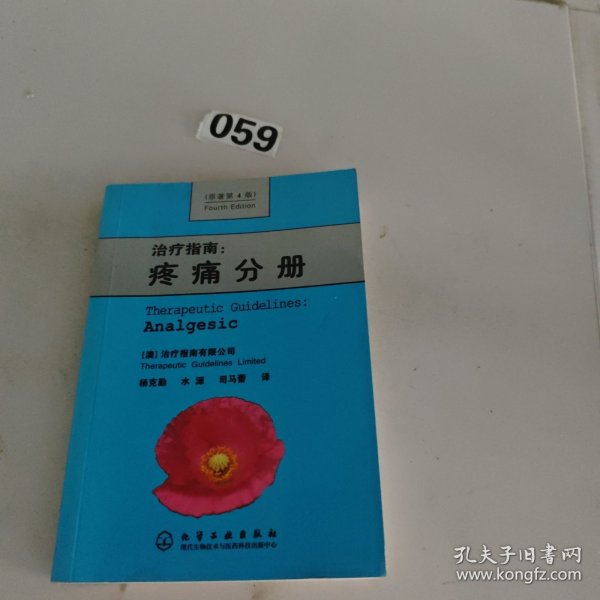 059
(原著第 4 版)
Fourth Edition
治疗指南:
疼痛分册
Therapeutic Guidelines:
Analgesic
[澳]治疗指南有限公司
Therapeutic Guidelines Limited
杨克勋 水源 司马蕾 译
化学工业出版社
现代生物技术与医药科技出版中心
孔夫子旧书网
www.kongfz.com